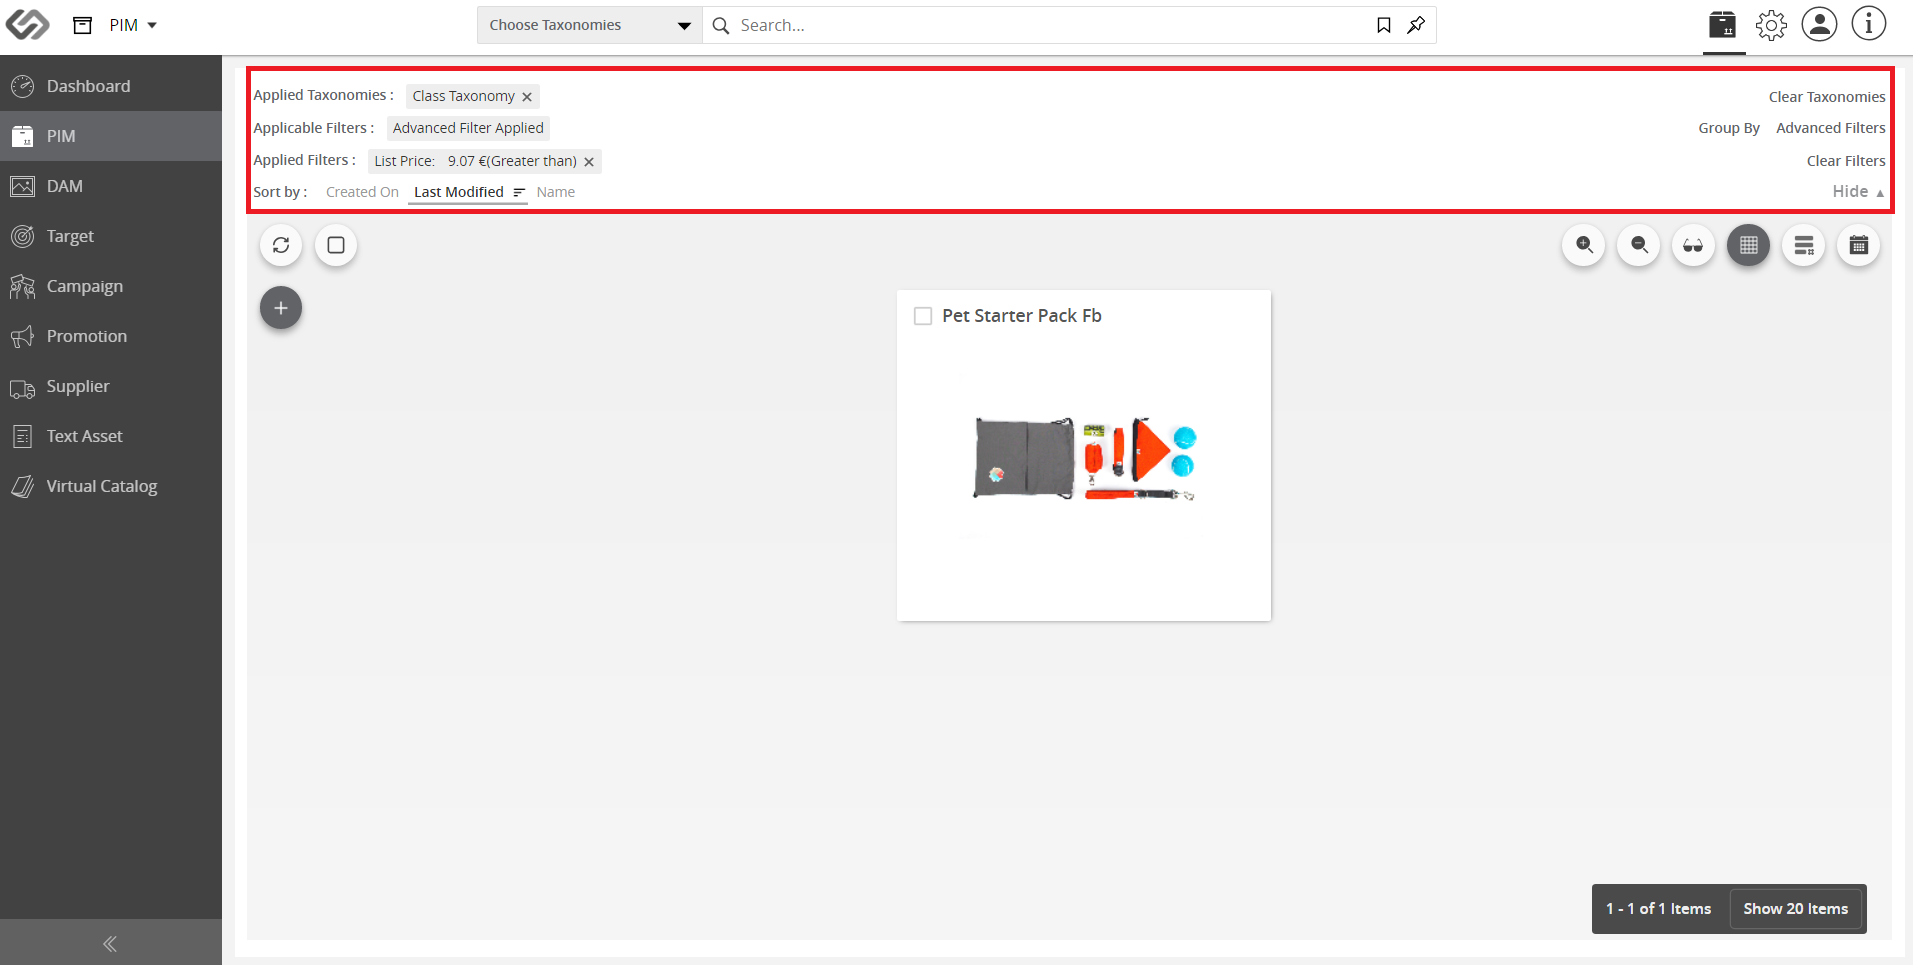 PIM
Choose Taxonomies
Search...
Dashboard
PIM
DAM
Target
Campaign
Promotion
Supplier
Text Asset
Virtual Catalog
Applied Taxonomies : Class Taxonomy Clear Taxonomies
Applicable Filters : Advanced Filter Applied Group By Advanced Filters
Applied Filters : List Price: 9.07 €(Greater than) Clear Filters
Sort by : Created On Last Modified Name Hide
Pet Starter Pack Fb
1 - 1 of 1 Items Show 20 Items